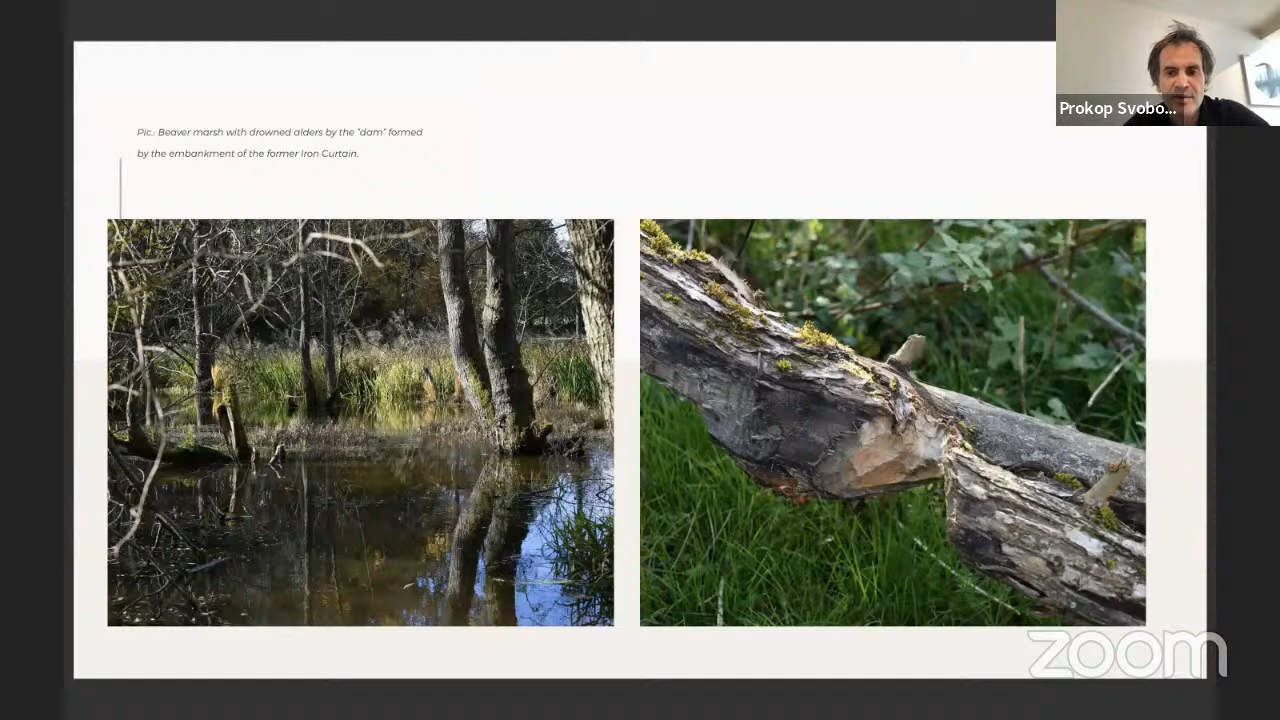 Prokop Svobo...
Pic.: Beaver marsh with drowned alders by the "dam" formed
by the embankment of the former Iron Curtain.
zoom